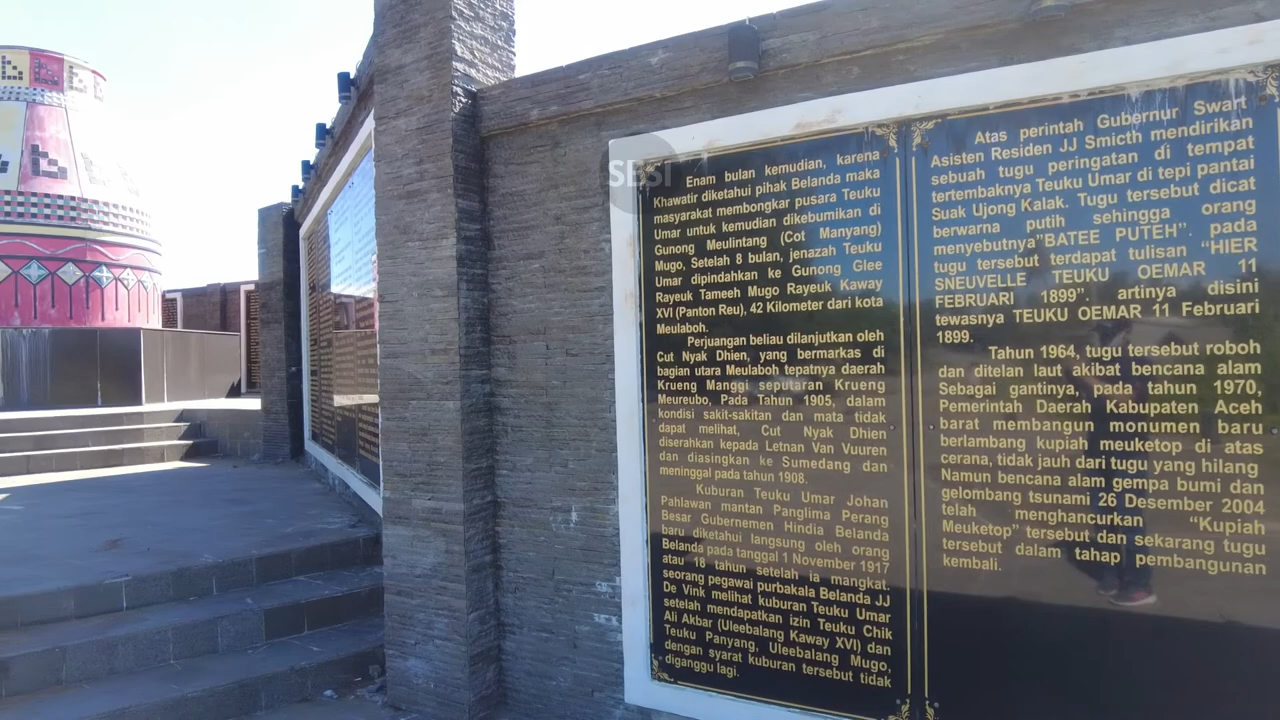 SBSI
Enam bulan kemudian, karena
Khawatir diketahui pihak Belanda maka
masyarakat membongkar pusara Teuku
Umar untuk kemudian dikebumikan di
Gunong Meulintang (Cot Manyang)
Mugo, Setelah 8 bulan, jenazah Teuku
Umar dipindahkan ke Gunong Glee
Rayeuk Tameeh Mugo Rayeuk Kaway
XVI (Panton Reu), 42 Kilometer dari kota
Meulaboh.
Perjuangan beliau dilanjutkan oleh
Cut Nyak Dhien, yang bermarkas di
bagian utara Meulaboh tepatnya daerah
Krueng Manggi seputaran Krueng
Meureubo, Pada Tahun 1905, dalam
kondisi sakit-sakitan dan mata tidak
dapat melihat, Cut Nyak Dhien
diserahkan kepada Letnan Van Vuuren
dan diasingkan ke Sumedang dan
meninggal pada tahun 1908.
Kuburan Teuku Umar Johan
Pahlawan mantan Panglima Perang
Besar Gubernemen Hindia Belanda
baru diketahui langsung oleh orang
Belanda pada tanggal 1 November 1917
atau 18 tahun setelah ia mangkat.
seorang pegawai purbakala Belanda JJ
De Vink melihat kuburan Teuku Umar
setelah mendapatkan izin Teuku Chik
Ali Akbar (Uleebalang Kaway XVI) dan
Teuku Panyang, Uleebalang Mugo,
dengan syarat kuburan tersebut tidak
diganggu lagi.
Atas perintah Gubernur Swart
Asisten Residen JJ Smicth mendirikan
sebuah tugu peringatan di tempat
tertembaknya Teuku Umar di tepi pantai
Suak Ujong Kalak. Tugu tersebut dicat
berwarna putih sehingga orang
menyebutnya"BATEE PUTEH". pada
tugu tersebut terdapat tulisan "HIER
SNEUVELLE TEUKU OEMAR 11
FEBRUARI 1899". artinya disini
tewasnya TEUKU OEMAR 11 Februari
1899.
Tahun 1964, tugu tersebut roboh
dan ditelan laut akibat bencana alam
Sebagai gantinya, pada tahun 1970,
Pemerintah Daerah Kabupaten Aceh
barat membangun monumen baru
berlambang kupiah meuketop di atas
cerana, tidak jauh dari tugu yang hilang
Namun bencana alam gempa bumi dan
gelombang tsunami 26 Desember 2004
telah menghancurkan "Kupiah
Meuketop" tersebut dan sekarang tugu
tersebut dalam tahap pembangunan
kembali.